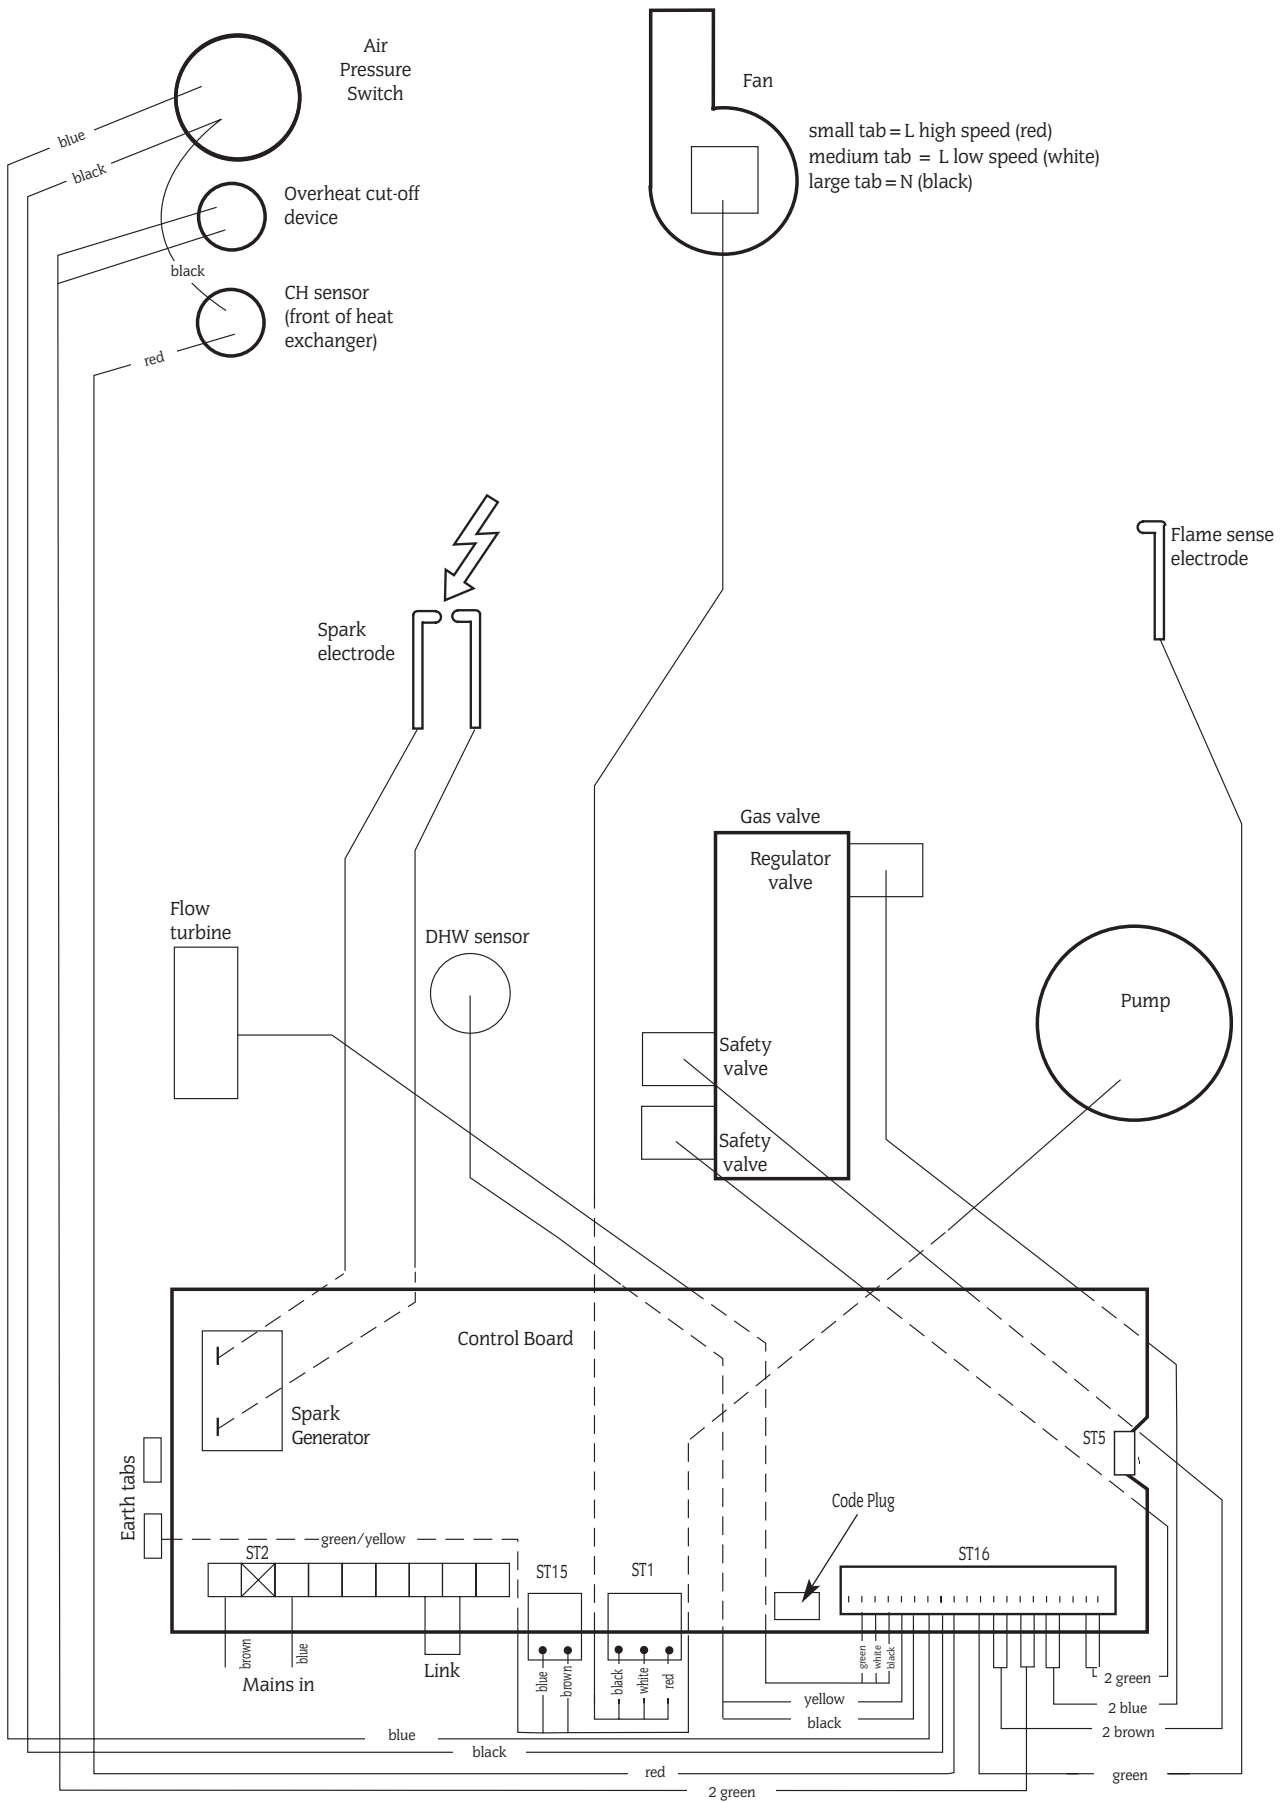 Air
Pressure
Switch
Fan
small tab = L high speed (red)
medium tab = L low speed (white)
large tab = N (black)
blue
black
Overheat cut-off
device
black
CH sensor
(front of heat
exchanger)
red
Flame sense
electrode
Spark
electrode
Gas valve
Regulator
valve
Flow
turbine
DHW sensor
Pump
Safety
valve
Safety
valve
Control Board
Spark
Generator
ST5
Earth tabs
Code Plug
green/yellow
ST2
ST15
ST1
ST16
brown
blue
Mains in
Link
blue
brown
black
white
red
green
white
black
2 green
yellow
2 blue
black
2 brown
blue
black
red
green
2 green